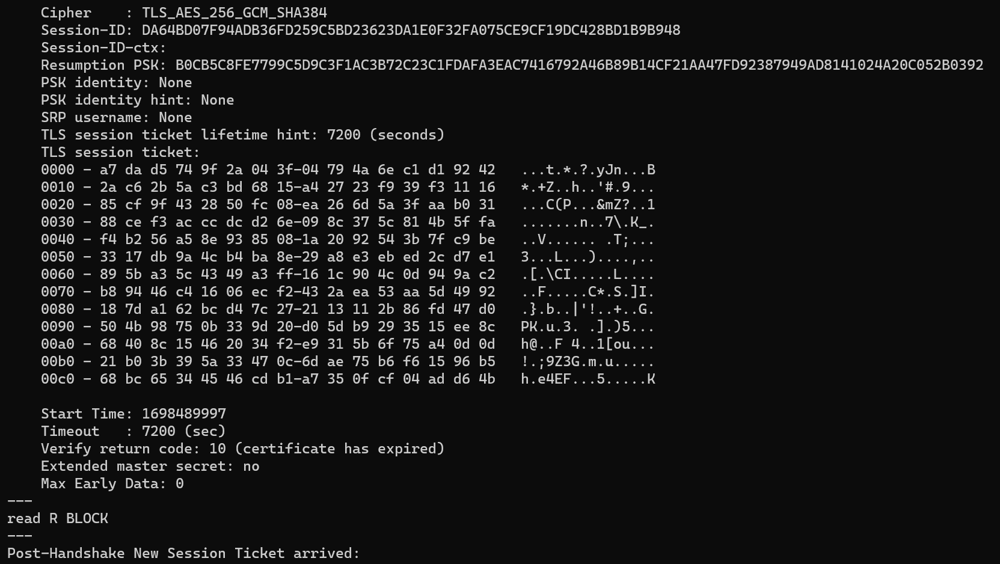 Cipher    : TLS_AES_256_GCM_SHA384
Session-ID: DA64BD07F94ADB36FD259C5BD23623DA1E0F32FA075CE9CF19DC428BD1B9B948
Session-ID-ctx:
Resumption PSK: B0CB5C8FE7799C5D9C3F1AC3B72C23C1FDAFA3EAC7416792A46B89B14CF21AA47FD92387949AD8141024A20C052B0392
PSK identity: None
PSK identity hint: None
SRP username: None
TLS session ticket lifetime hint: 7200 (seconds)
TLS session ticket:
0000 - a7 da d5 74 9f 2a 04 3f-04 79 4a 6e c1 d1 92 42   ...t.*.?.yJn...B
0010 - 2a c6 2b 5a c3 bd 68 15-a4 27 23 f9 39 f3 11 16   *.+Z..h..'#.9...
0020 - 85 cf 9f 43 28 50 fc 08-ea 26 6d 5a 3f aa b0 31   ...C(P...&mZ?..1
0030 - 88 ce f3 ac cc dc d2 6e-09 8c 37 5c 81 4b 5f fa   .......n..7\.K_.
0040 - f4 b2 56 a5 8e 93 85 08-1a 20 92 54 3b 7f c9 be   ..V...... .T;...
0050 - 33 17 db 9a 4c b4 ba 8e-29 a8 e3 eb ed 2c d7 e1   3...L...)....,..
0060 - 89 5b a3 5c 43 49 a3 ff-16 1c 90 4c 0d 94 9a c2   .[.\CI.....L....
0070 - b8 94 46 c4 16 06 ec f2-43 2a ea 53 aa 5d 49 92   ..F.....C*.S.]I.
0080 - 18 7d a1 62 bc d4 7c 27-21 13 11 2b 86 fd 47 d0   .}.b..|'!..+..G.
0090 - 50 4b 98 75 0b 33 9d 20-d0 5d b9 29 35 15 ee 8c   PK.u.3. .].)5...
00a0 - 68 40 8c 15 46 20 34 f2-e9 31 5b 6f 75 a4 0d 0d   h@..F 4..1[ou...
00b0 - 21 b0 3b 39 5a 33 47 0c-6d ae 75 b6 f6 15 96 b5   !.;9Z3G.m.u.....
00c0 - 68 bc 65 34 45 46 cd b1-a7 35 0f cf 04 ad d6 4b   h.e4EF...5.....K
Start Time: 1698489997
Timeout   : 7200 (sec)
Verify return code: 10 (certificate has expired)
Extended master secret: no
Max Early Data: 0
---
read R BLOCK
---
Post-Handshake New Session Ticket arrived: